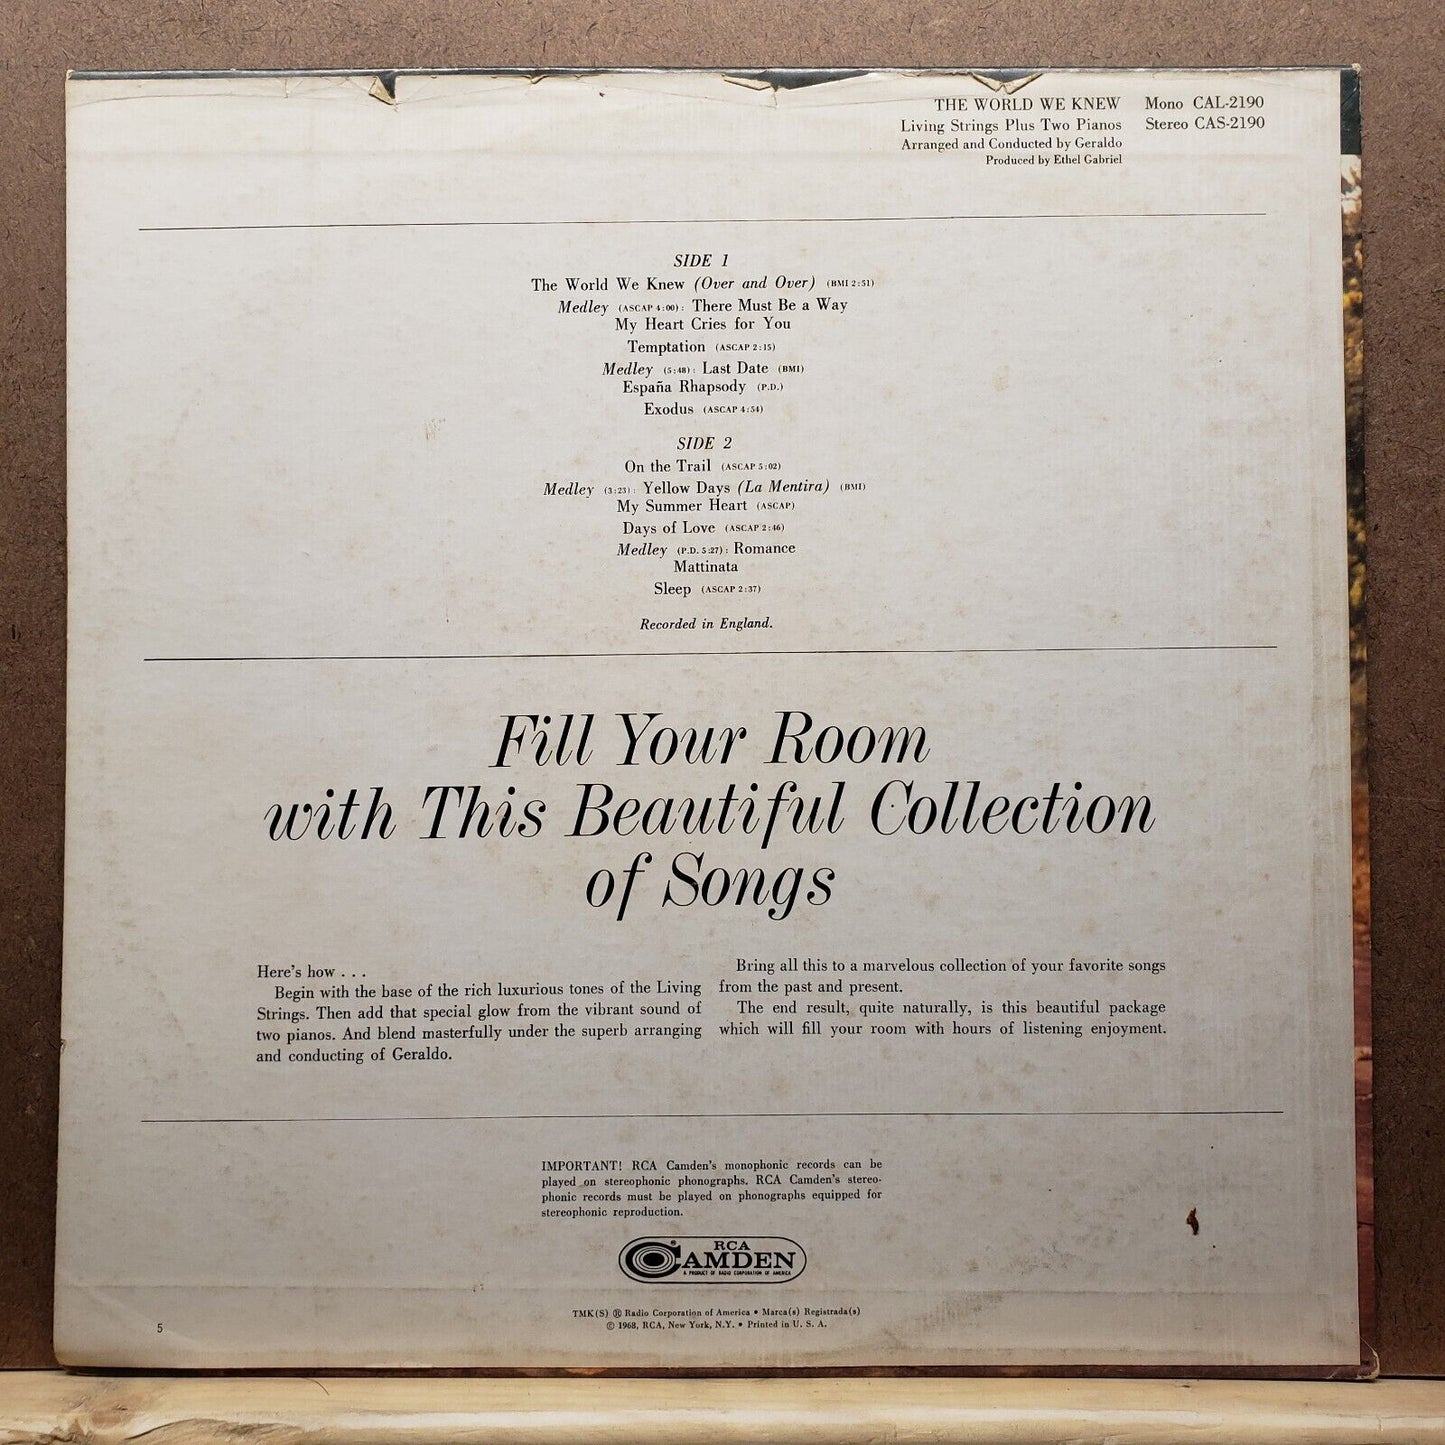 THE WORLD WE KNEW Mono CAL-2190
Living Strings Plus Two Pianos Stereo CAS-2190
Arranged and Conducted by Geraldo
Produced by Ethel Gabriel
SIDE 1
The World We Knew (Over and Over) (BMI 2:51)
Medley (ASCAP 4:00): There Must Be a Way
My Heart Cries for You
Temptation (ASCAP 2:15)
Medley (5:48): Last Date (BMI)
España Rhapsody (P.D.)
Exodus (ASCAP 4:54)
SIDE 2
On the Trail (ASCAP 5:02)
Medley (3:23): Yellow Days (La Mentira) (BMI)
My Summer Heart (ASCAP)
Days of Love (ASCAP 2:46)
Medley (P.D. 5:27): Romance
Mattinata
Sleep (ASCAP 2:37)
Recorded in England.
Fill Your Room
with This Beautiful Collection
of Songs
Here's how . . .
Begin with the base of the rich luxurious tones of the Living
Strings. Then add that special glow from the vibrant sound of
two pianos. And blend masterfully under the superb arranging
and conducting of Geraldo.
Bring all this to a marvelous collection of your favorite songs
from the past and present.
The end result, quite naturally, is this beautiful package
which will fill your room with hours of listening enjoyment.
IMPORTANT! RCA Camden's monophonic records can be
played on stereophonic phonographs. RCA Camden's stereo-
phonic records must be played on phonographs equipped for
stereophonic reproduction.
RCA
CAMDEN
A PRODUCT OF RADIO CORPORATION OF AMERICA
TMK(S) ® Radio Corporation of America • Marca(s) Registrada(s)
© 1968, RCA, New York, N.Y. • Printed in U. S. A.
5